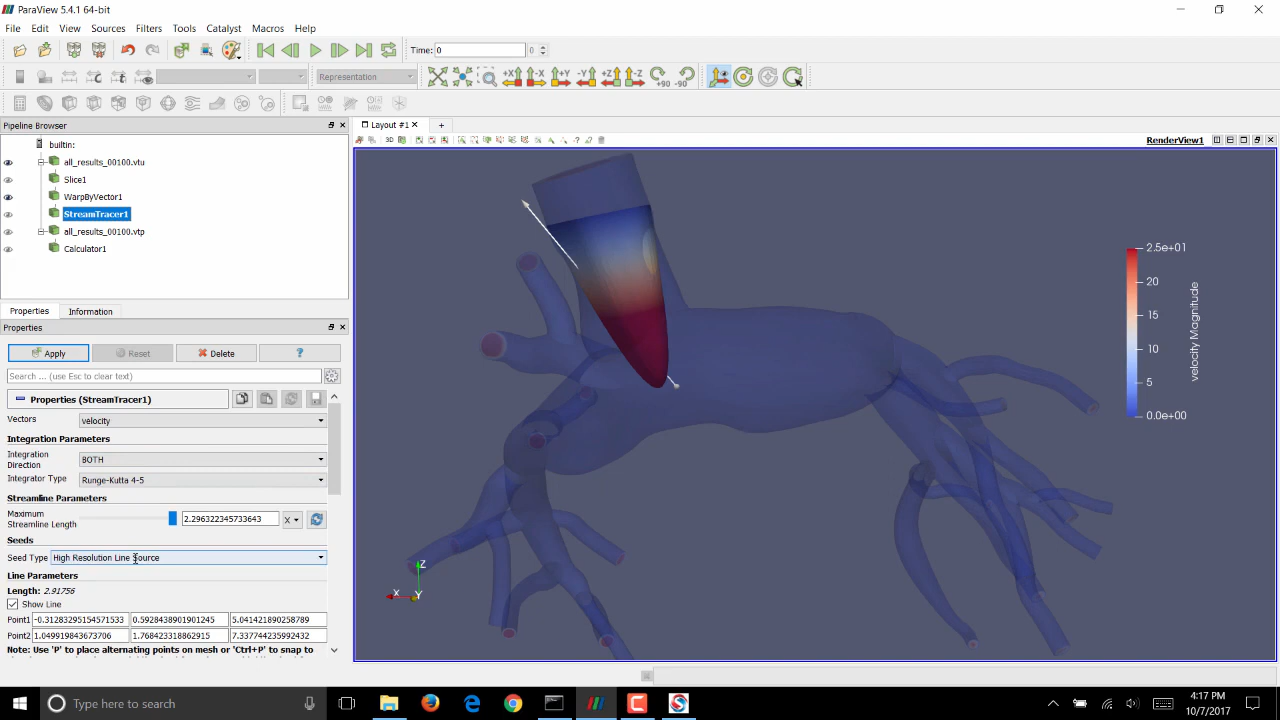 ParaView 5.4.1 64-bit
File Edit View Sources Filters Tools Catalyst Macros Help
Time: 0 0
Representation
+X -X +Y -Y +Z -Z +90 -90
Pipeline Browser
Layout #1 +
builtin:
3D
RenderView1
all_results_00100.vtu
Slice1
WarpByVector1
StreamTracer1
all_results_00100.vtp
Calculator1
Properties Information
Properties
Apply Reset Delete ?
Search ... (use Esc to clear text)
Properties (StreamTracer1)
Vectors velocity
Integration Parameters
Integration Direction BOTH
Integrator Type Runge-Kutta 4-5
Streamline Parameters
Maximum Streamline Length 2.296322345733643 X
Seeds
Seed Type High Resolution Line Source
Line Parameters
Length: 2.91756
Show Line
Point1 -0.31283295154571533 0.5928438901901245 5.041421890258789
Point2 1.049919843673706 1.768423318862915 7.337744235992432
Note: Use 'P' to place alternating points on mesh or 'Ctrl+P' to snap to
2.5e+01
20
15
10
5
0.0e+00
velocity Magnitude
Z
X
Y
Type here to search
4:17 PM
10/7/2017